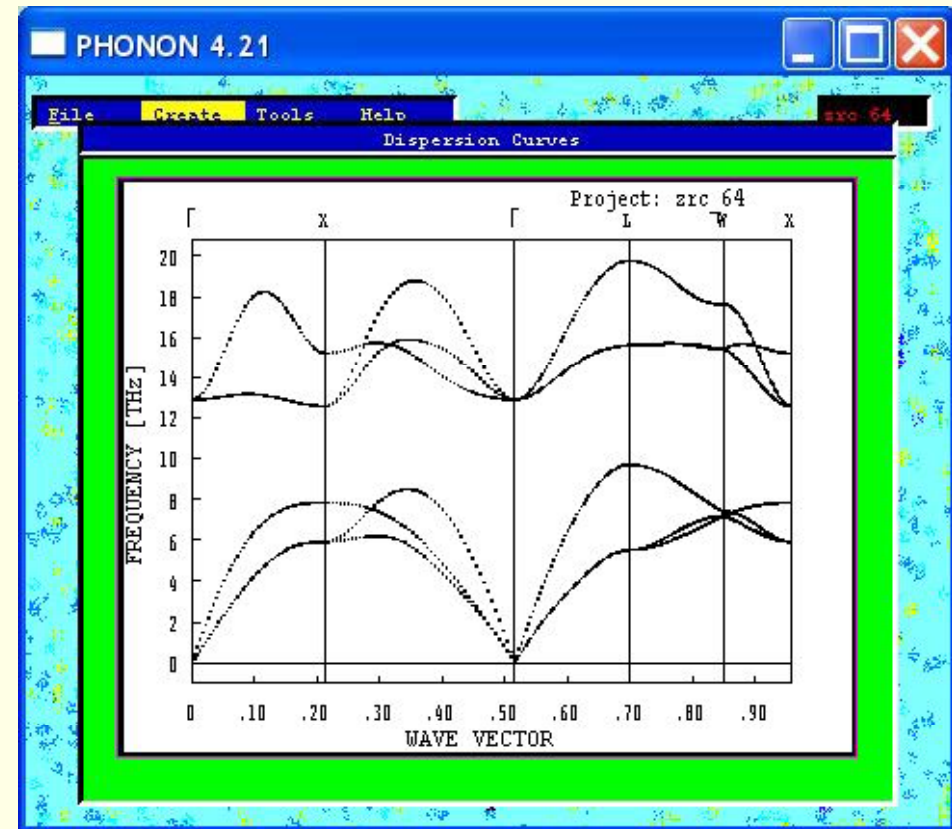 PHONON 4.21
File Create Tools Help zrc 64
Dispersion Curves
Project: zrc 64
Γ X Γ L W X
20
18
16
14
12
10
8
6
4
2
0
FREQUENCY [THz]
0 .10 .20 .30 .40 .50 .60 .70 .80 .90
WAVE VECTOR